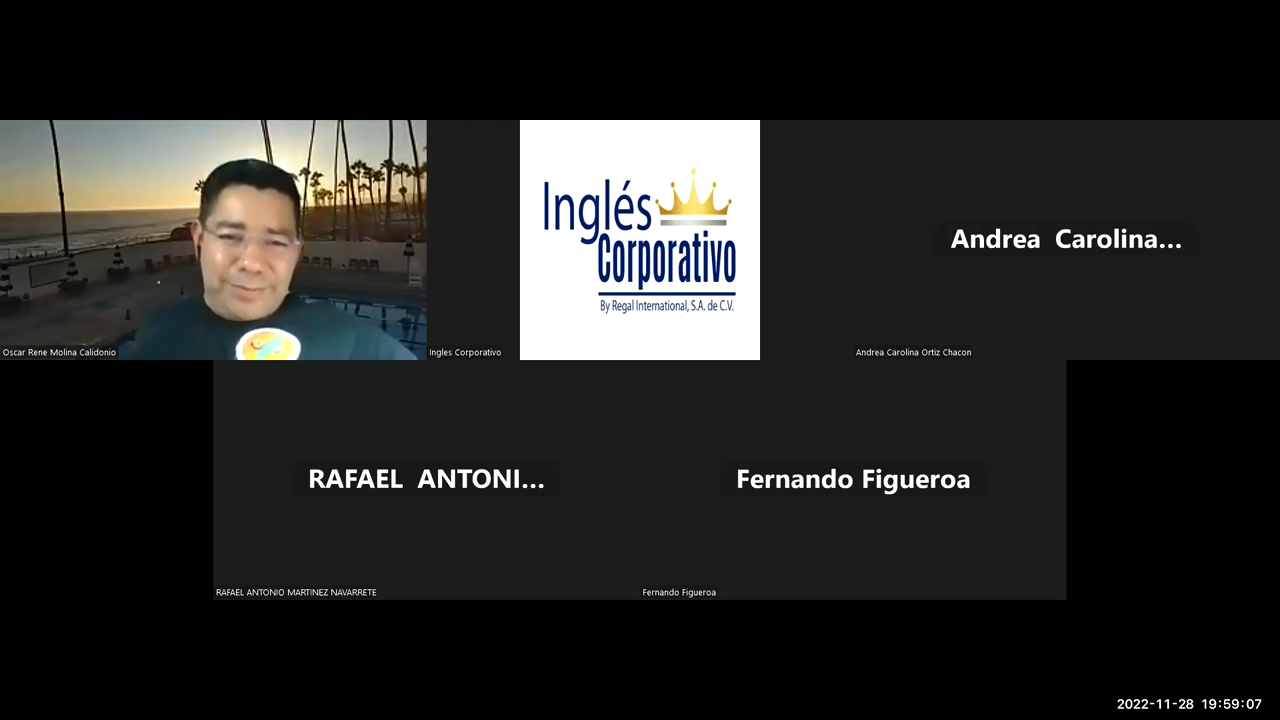 Inglés
Corporativo
By Regal International, S.A. de C.V.
Andrea Carolina...
Oscar Rene Molina Calidonio
Ingles Corporativo
Andrea Carolina Ortiz Chacon
RAFAEL ANTONI...
Fernando Figueroa
RAFAEL ANTONIO MARTINEZ NAVARRETE
Fernando Figueroa
2022-11-28 19:59:07